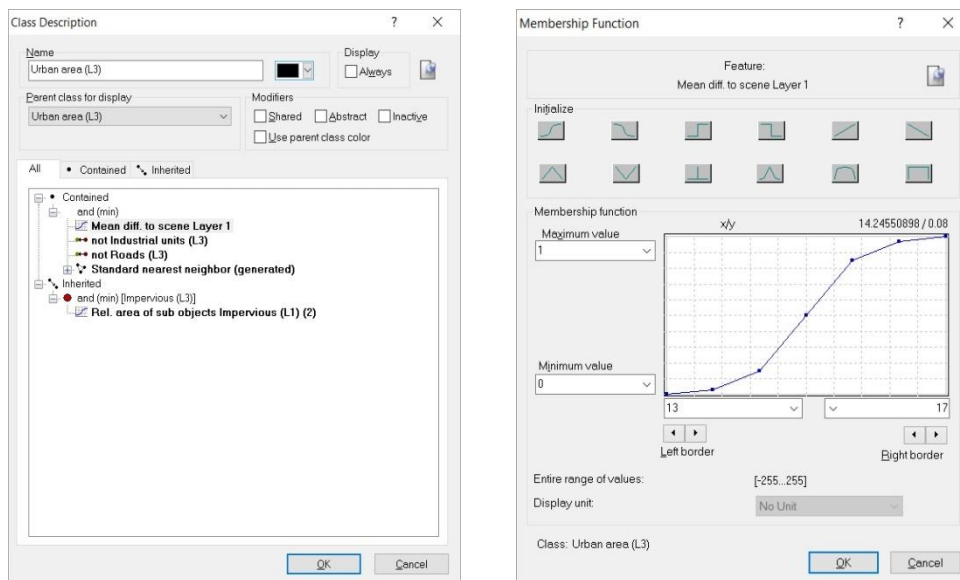 Class Description ? ×
Name
Urban area (L3)
Display
Always
Parent class for display
Urban area (L3)
Modifiers
Shared Abstract Inactive
Use parent class color
All • Contained Inherited
• Contained
and (min)
Mean diff. to scene Layer 1
not Industrial units (L3)
not Roads (L3)
Standard nearest neighbor (generated)
Inherited
and (min) [Impervious (L3)]
Rel. area of sub objects Impervious (L1) (2)
OK Cancel
Membership Function ? ×
Feature:
Mean diff. to scene Layer 1
Initialize
Membership function
Maximum value
1
x/y 14.24550898 / 0.08
Minimum value
0
13 17
Left border Right border
Entire range of values: [-255...255]
Display unit: No Unit
Class: Urban area (L3)
OK Cancel